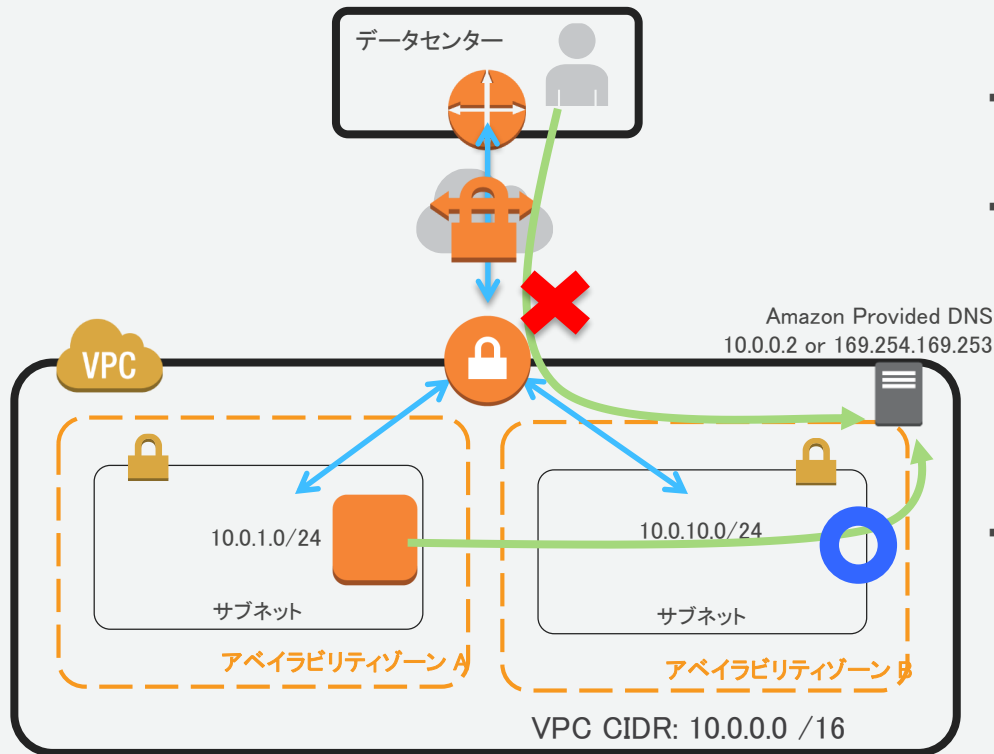 データセンター
Amazon Provided DNS
10.0.0.2 or 169.254.169.253
VPC
10.0.1.0/24
10.0.10.0/24
サブネット
サブネット
アベイラビリティゾーン A
アベイラビリティゾーン B
VPC CIDR: 10.0.0.0 /16